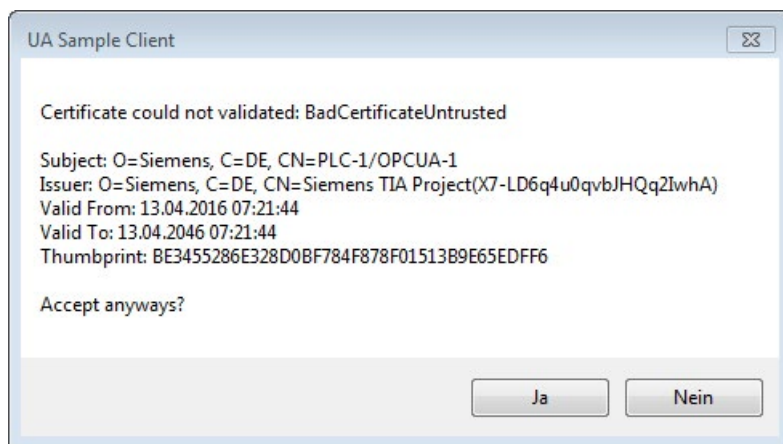 UA Sample Client
Certificate could not validated: BadCertificateUntrusted
Subject: O=Siemens, C=DE, CN=PLC-1/OPCUA-1
Issuer: O=Siemens, C=DE, CN=Siemens TIA Project(X7-LD6q4u0qvbJHQq2IwhA)
Valid From: 13.04.2016 07:21:44
Valid To: 13.04.2046 07:21:44
Thumbprint: BE3455286E328D0BF784F878F01513B9E65EDFF6
Accept anyways?
Ja
Nein